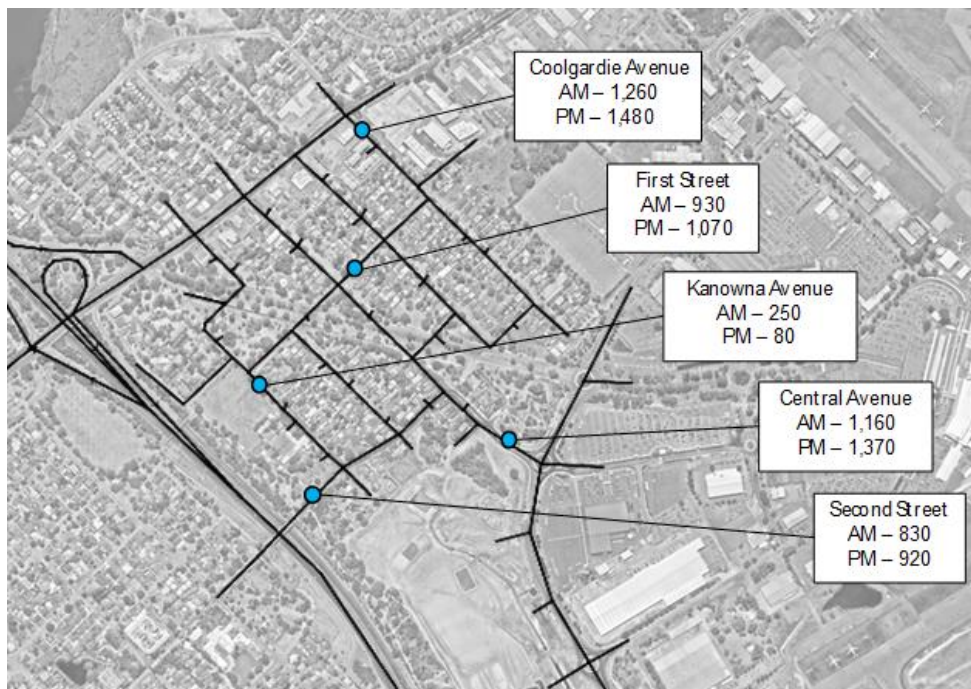 Coolgardie Avenue
AM – 1,260
PM – 1,480
First Street
AM – 930
PM – 1,070
Kanowna Avenue
AM – 250
PM – 80
Central Avenue
AM – 1,160
PM – 1,370
Second Street
AM – 830
PM – 920